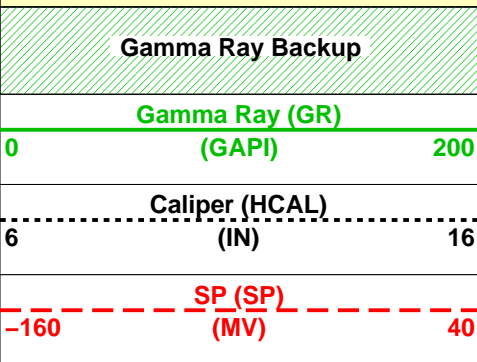 Gamma Ray Backup
Gamma Ray (GR)
0 (GAPI) 200
Caliper (HCAL)
6 (IN) 16
SP (SP)
−160 (MV) 40